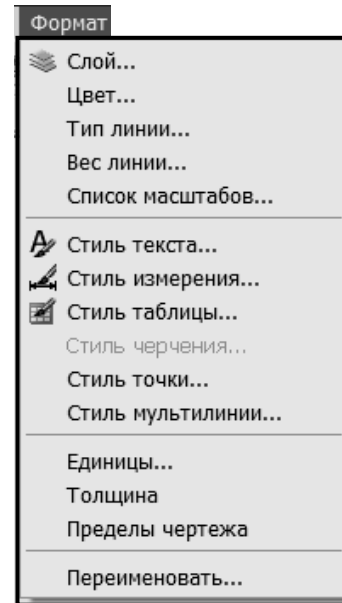 Формат
Слой...
Цвет...
Тип линии...
Вес линии...
Список масштабов...
Стиль текста...
Стиль измерения...
Стиль таблицы...
Стиль черчения...
Стиль точки...
Стиль мультилинии...
Единицы...
Толщина
Пределы чертежа
Переименовать...